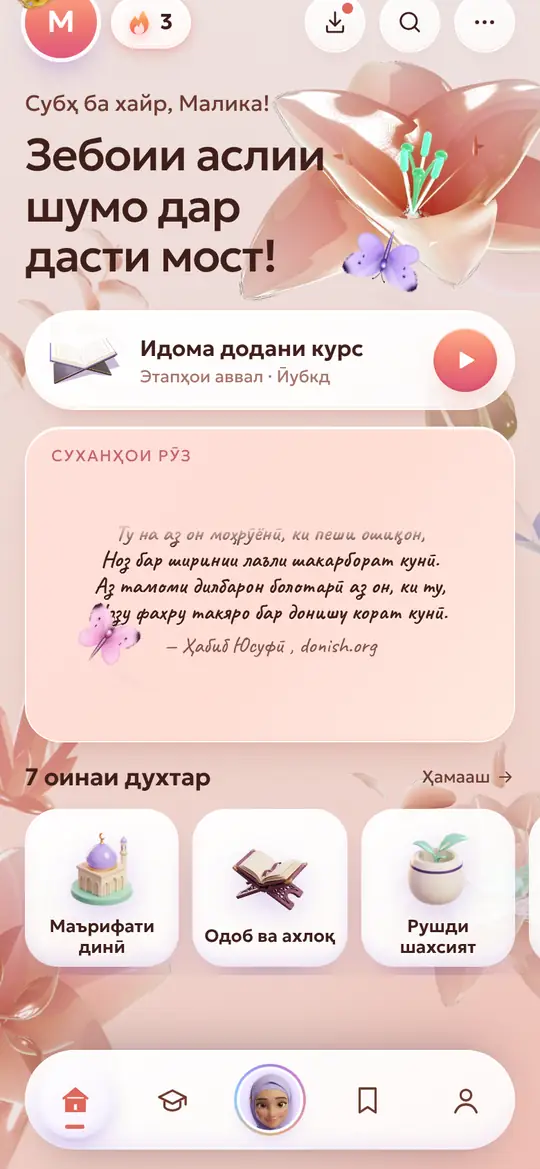 M
3
Субҳ ба хайр, Малика!
Зебоии аслии
шумо дар
дасти мост!
Идома додани курс
Этапҳои аввал · Йубкд
СУХАНҲОИ РӮЗ
Ту на аз он моҳрӯёнӣ, ки пеши ошиқон,
Ноз бар ширинии лаъли шакарборат кунӣ.
Аз тамоми дилбарон болотарӣ аз он, ки ту,
фахру такяро бар донишу корат кунӣ.
— Ҳабиб Юсуфӣ , donish.org
7 оинаи духтар
Ҳамааш →
Маърифати
динӣ
Одоб ва ахлоқ
Рушди
шахсият